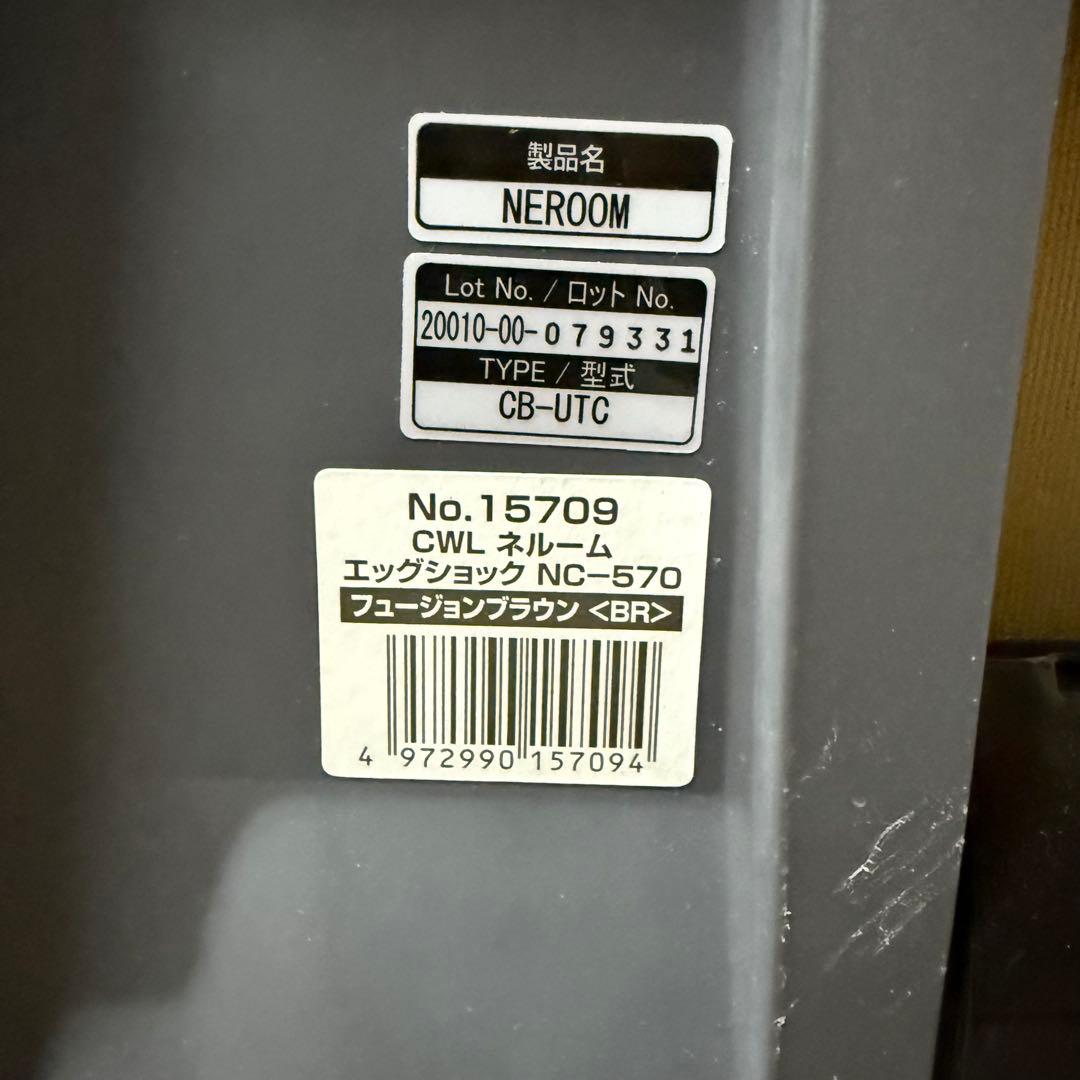 製品名
NEROOM
Lot No. / ロット No.
20010-00-079331
TYPE / 型式
CB-UTC
No.15709
CWL ネルーム
エッグショック NC-570
フュージョンブラウン <BR>
4 972990 157094